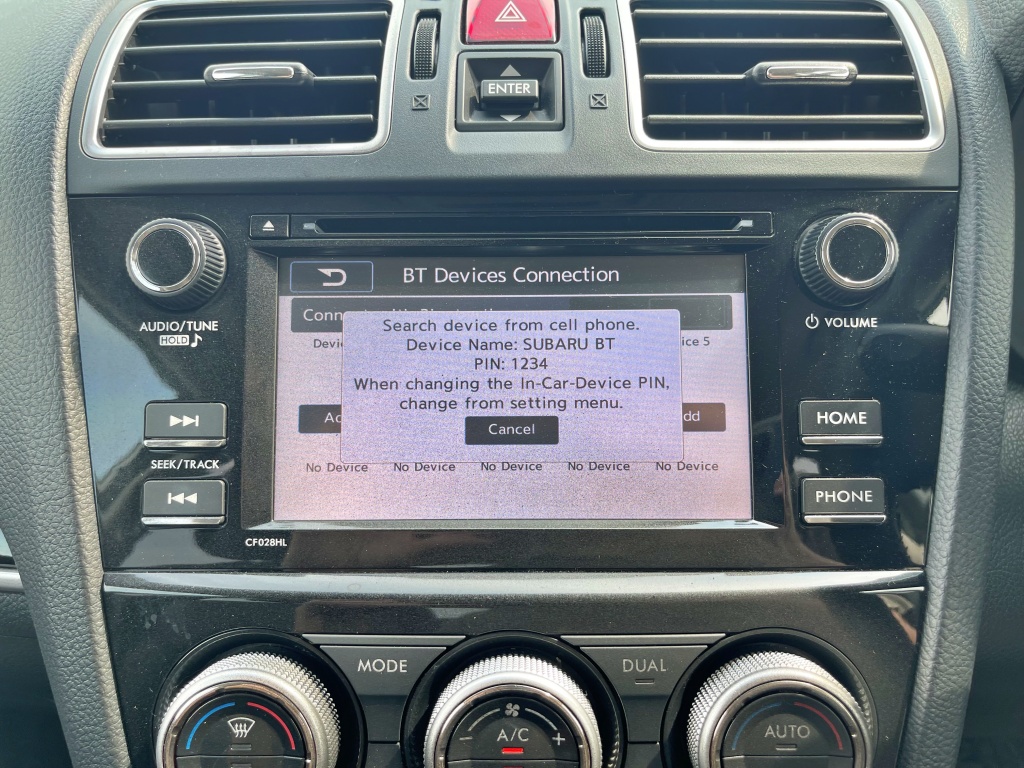 ENTER
BT Devices Connection
Search device from cell phone.
Device Name: SUBARU BT
PIN: 1234
When changing the In-Car-Device PIN,
change from setting menu.
Cancel
No Device No Device No Device No Device No Device
AUDIO/TUNE
HOLD
VOLUME
SEEK/TRACK
HOME
PHONE
CF028HL
MODE
DUAL
A/C
AUTO